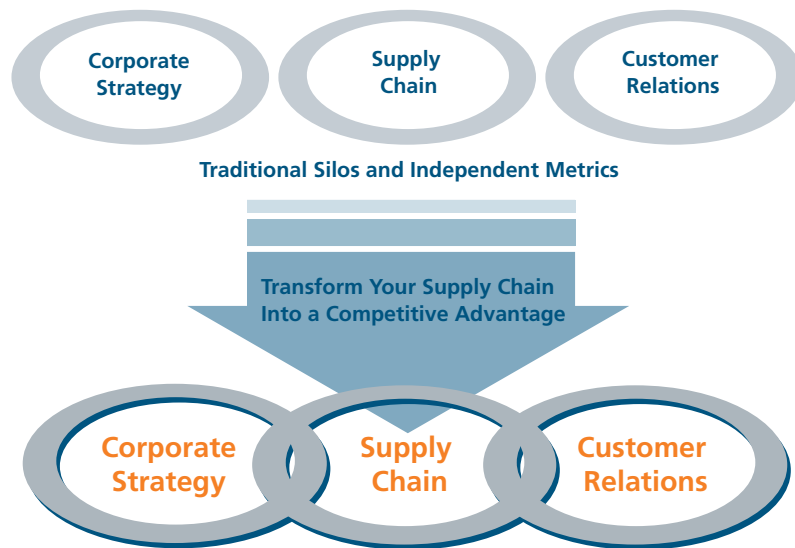 Corporate
Strategy
Supply
Chain
Customer
Relations
Traditional Silos and Independent Metrics
Transform Your Supply Chain
Into a Competitive Advantage
Corporate
Strategy
Supply
Chain
Customer
Relations